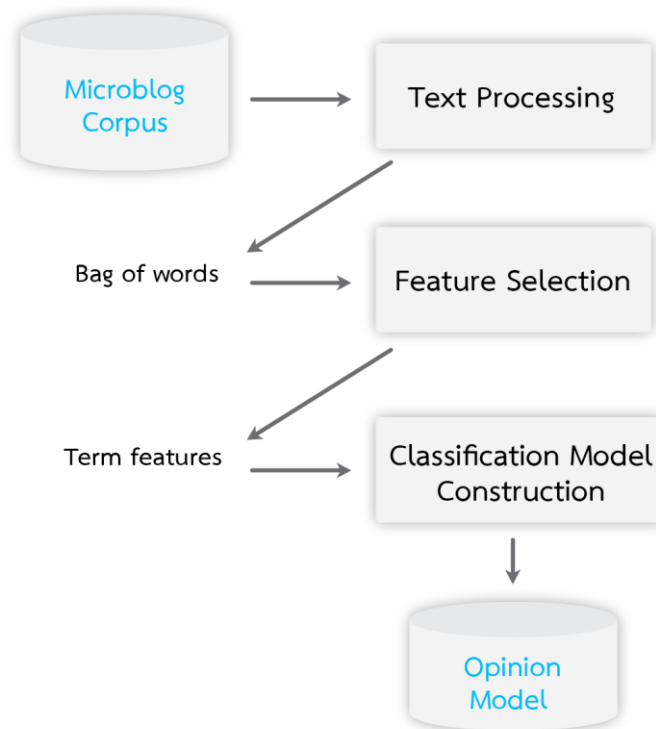 Microblog
Corpus
Text Processing
Bag of words
Feature Selection
Term features
Classification Model
Construction
Opinion
Model